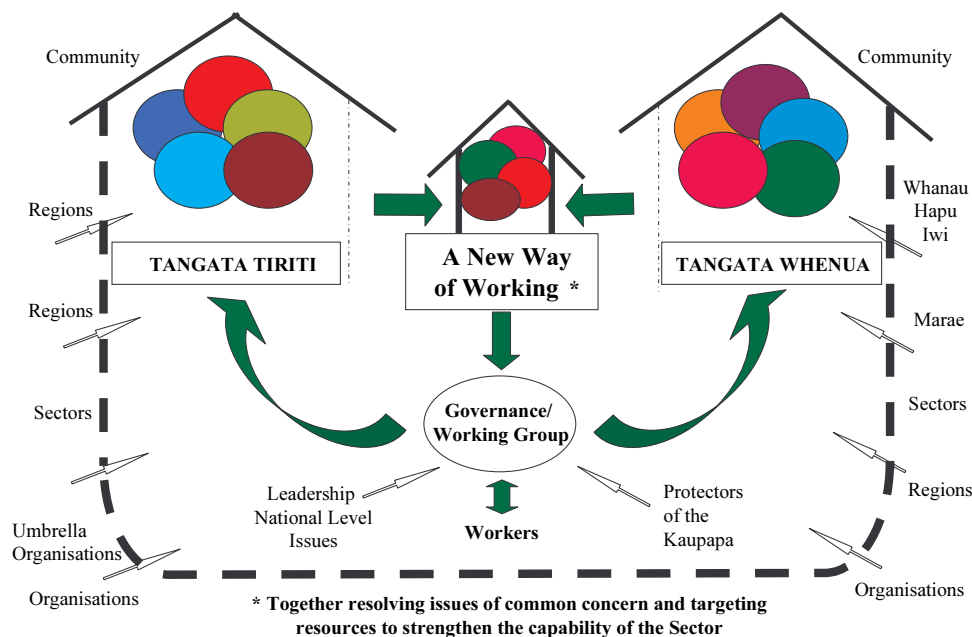 Community
Community
Regions
Whanau
Hapu
Iwi
TANGATA TIRITI
A New Way
of Working *
TANGATA WHENUA
Regions
Marae
Sectors
Governance/
Working Group
Sectors
Leadership
National Level
Issues
Workers
Protectors
of the
Kaupapa
Regions
Umbrella
Organisations
Organisations
Organisations
* Together resolving issues of common concern and targeting
resources to strengthen the capability of the Sector